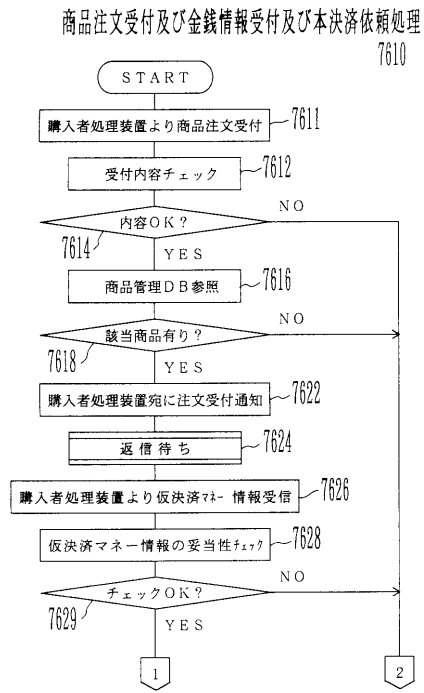 商品注文受付及び金銭情報受付及び本決済依頼処理
7610
START
購入者処理装置より商品注文受付
7611
受付内容チェック
7612
内容OK?
NO
7614
YES
商品管理DB参照
7616
該当商品有り?
NO
7618
YES
購入者処理装置宛に注文受付通知
7622
返信待ち
7624
購入者処理装置より仮決済マネー情報受信
7626
仮決済マネー情報の妥当性チェック
7628
チェックOK?
NO
7629
YES
1
2